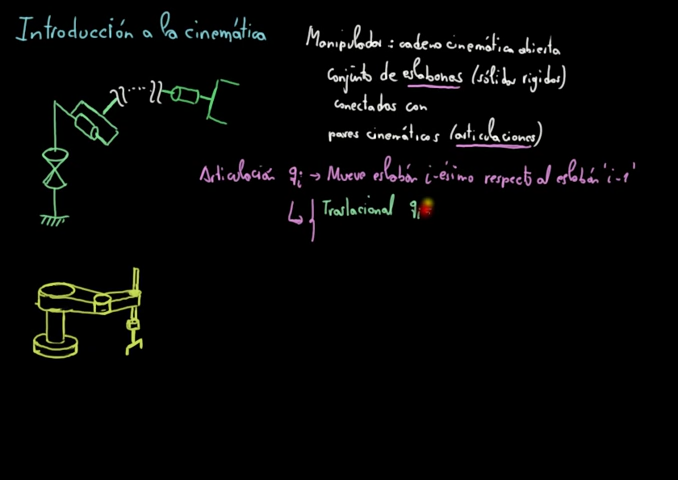 Introducción a la cinemática
Manipulador: cadena cinemática abierta
Conjunto de eslabones (sólidos rígidos)
conectados con
pares cinemáticos (articulaciones)
Articulación qi → Mueve eslabón i-ésimo respecto al eslabón 'i-1'
Traslacional qi=